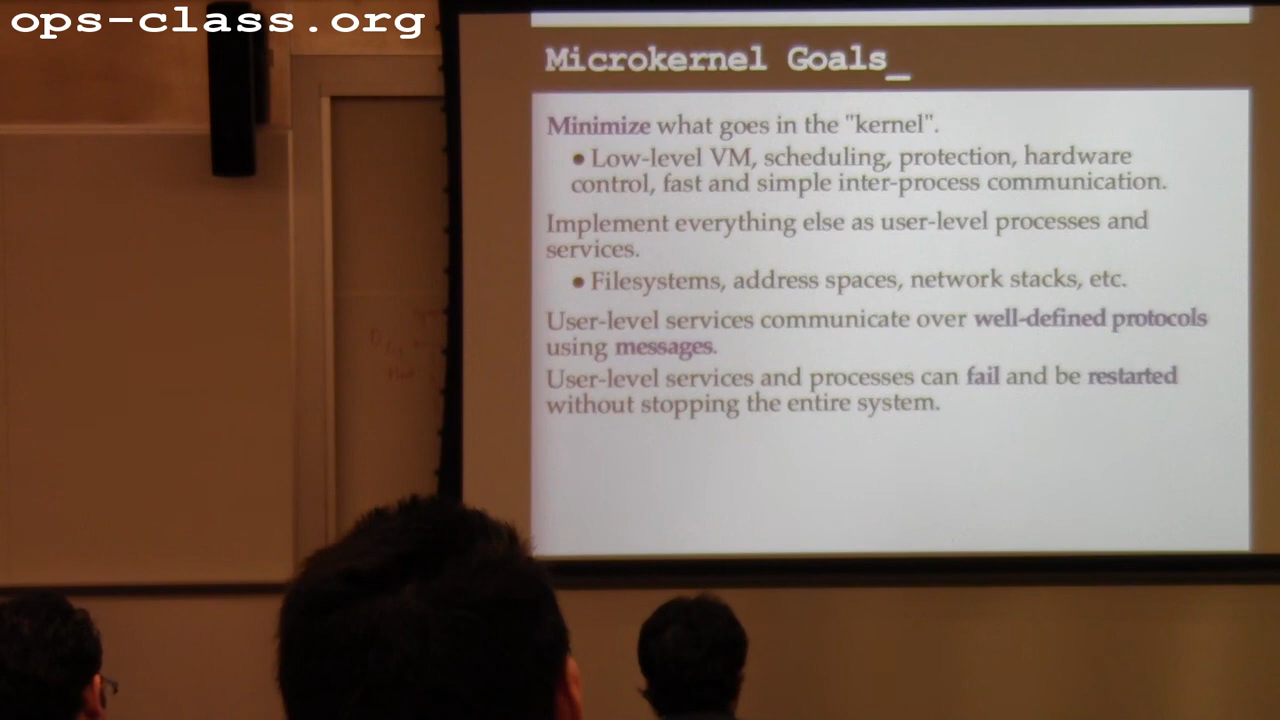 ops-class.org
Microkernel Goals_
Minimize what goes in the "kernel".
• Low-level VM, scheduling, protection, hardware
control, fast and simple inter-process communication.
Implement everything else as user-level processes and
services.
• Filesystems, address spaces, network stacks, etc.
User-level services communicate over well-defined protocols
using messages.
User-level services and processes can fail and be restarted
without stopping the entire system.